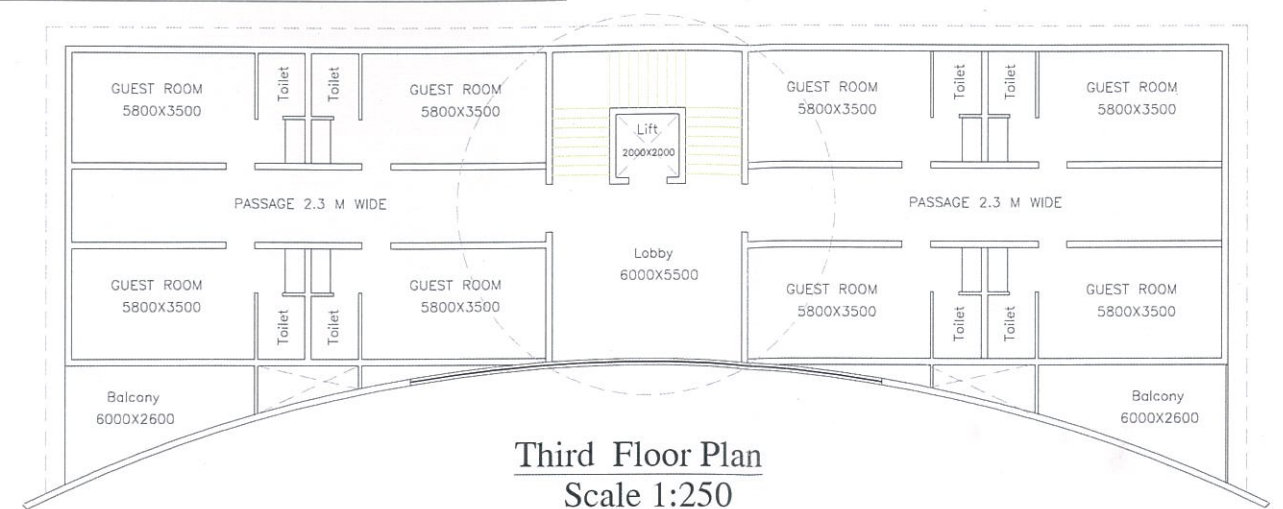 GUEST ROOM
5800X3500
Toilet
Toilet
GUEST ROOM
5800X3500
Lift
2000X2000
GUEST ROOM
5800X3500
Toilet
Toilet
GUEST ROOM
5800X3500
PASSAGE 2.3 M WIDE
PASSAGE 2.3 M WIDE
Lobby
6000X5500
GUEST ROOM
5800X3500
Toilet
Toilet
GUEST ROOM
5800X3500
GUEST ROOM
5800X3500
Toilet
Toilet
GUEST ROOM
5800X3500
Balcony
6000X2600
Balcony
6000X2600
Third Floor Plan
Scale 1:250